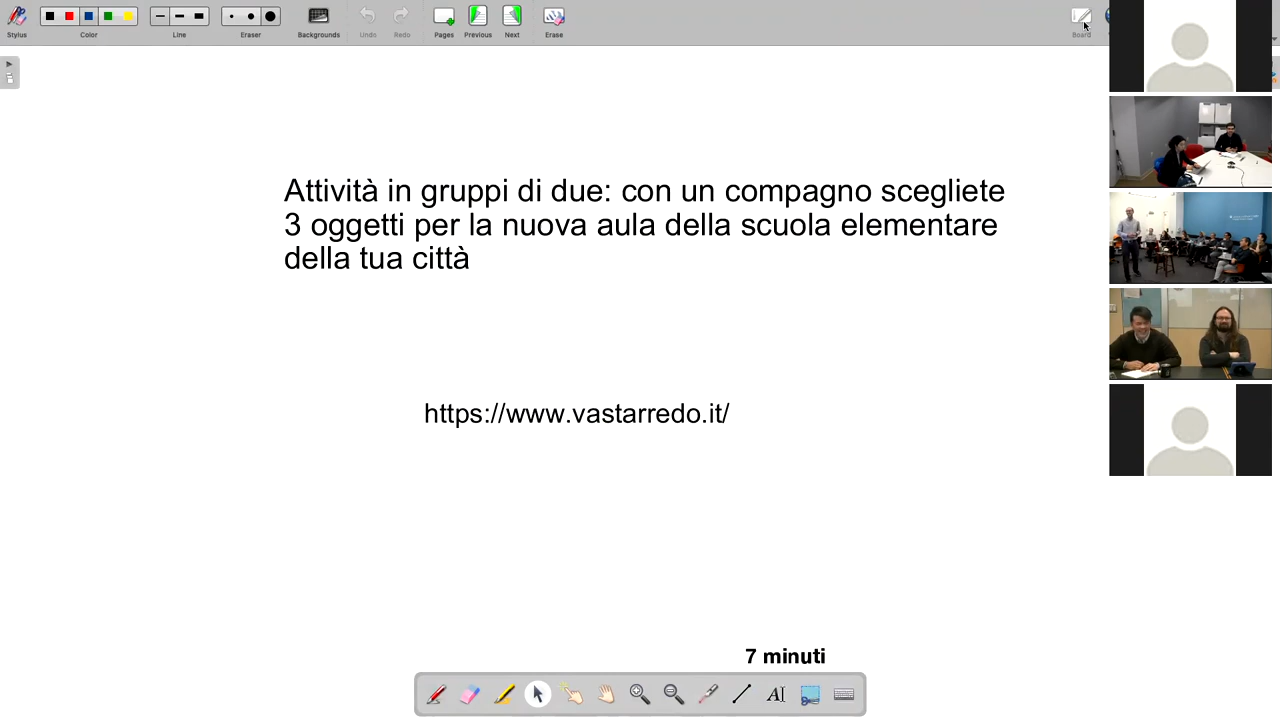 Stylus
Color
Line
Eraser
Backgrounds
Undo
Redo
Pages
Previous
Next
Erase
Board
Attività in gruppi di due: con un compagno scegliete
3 oggetti per la nuova aula della scuola elementare
della tua città
https://www.vastarredo.it/
7 minuti